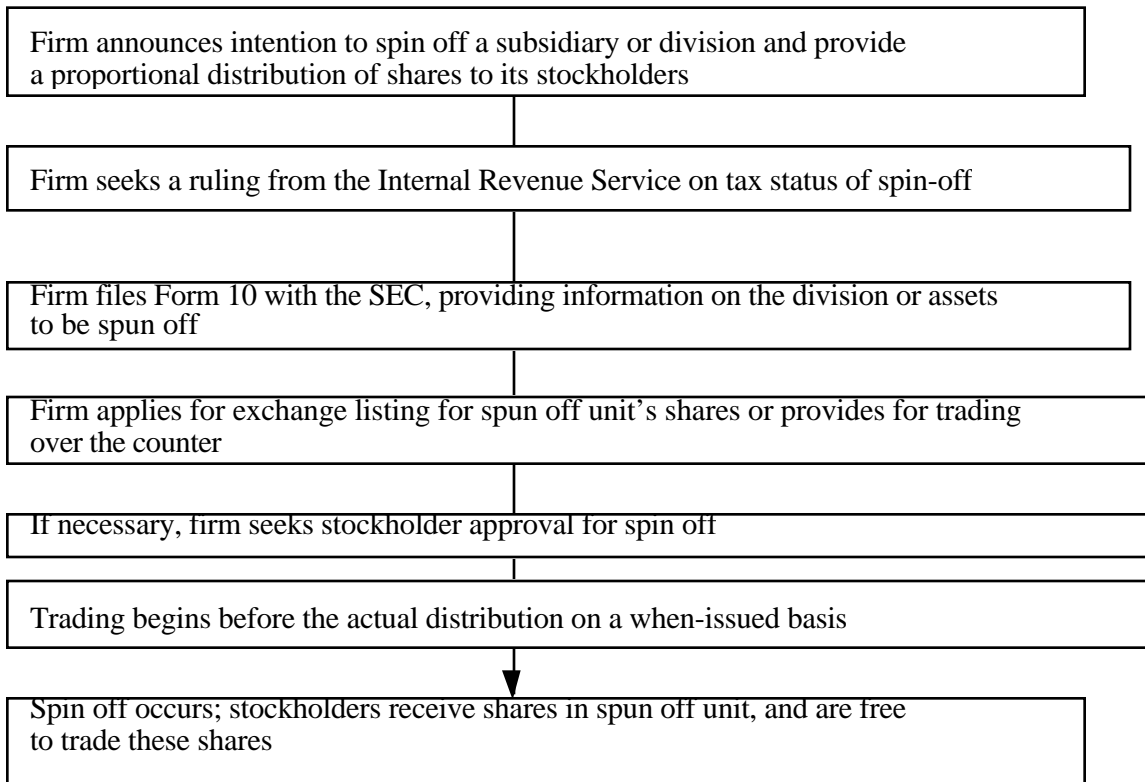 Firm announces intention to spin off a subsidiary or division and provide
a proportional distribution of shares to its stockholders
Firm seeks a ruling from the Internal Revenue Service on tax status of spin-off
Firm files Form 10 with the SEC, providing information on the division or assets
to be spun off
Firm applies for exchange listing for spun off unit’s shares or provides for trading
over the counter
If necessary, firm seeks stockholder approval for spin off
Trading begins before the actual distribution on a when-issued basis
Spin off occurs; stockholders receive shares in spun off unit, and are free
to trade these shares